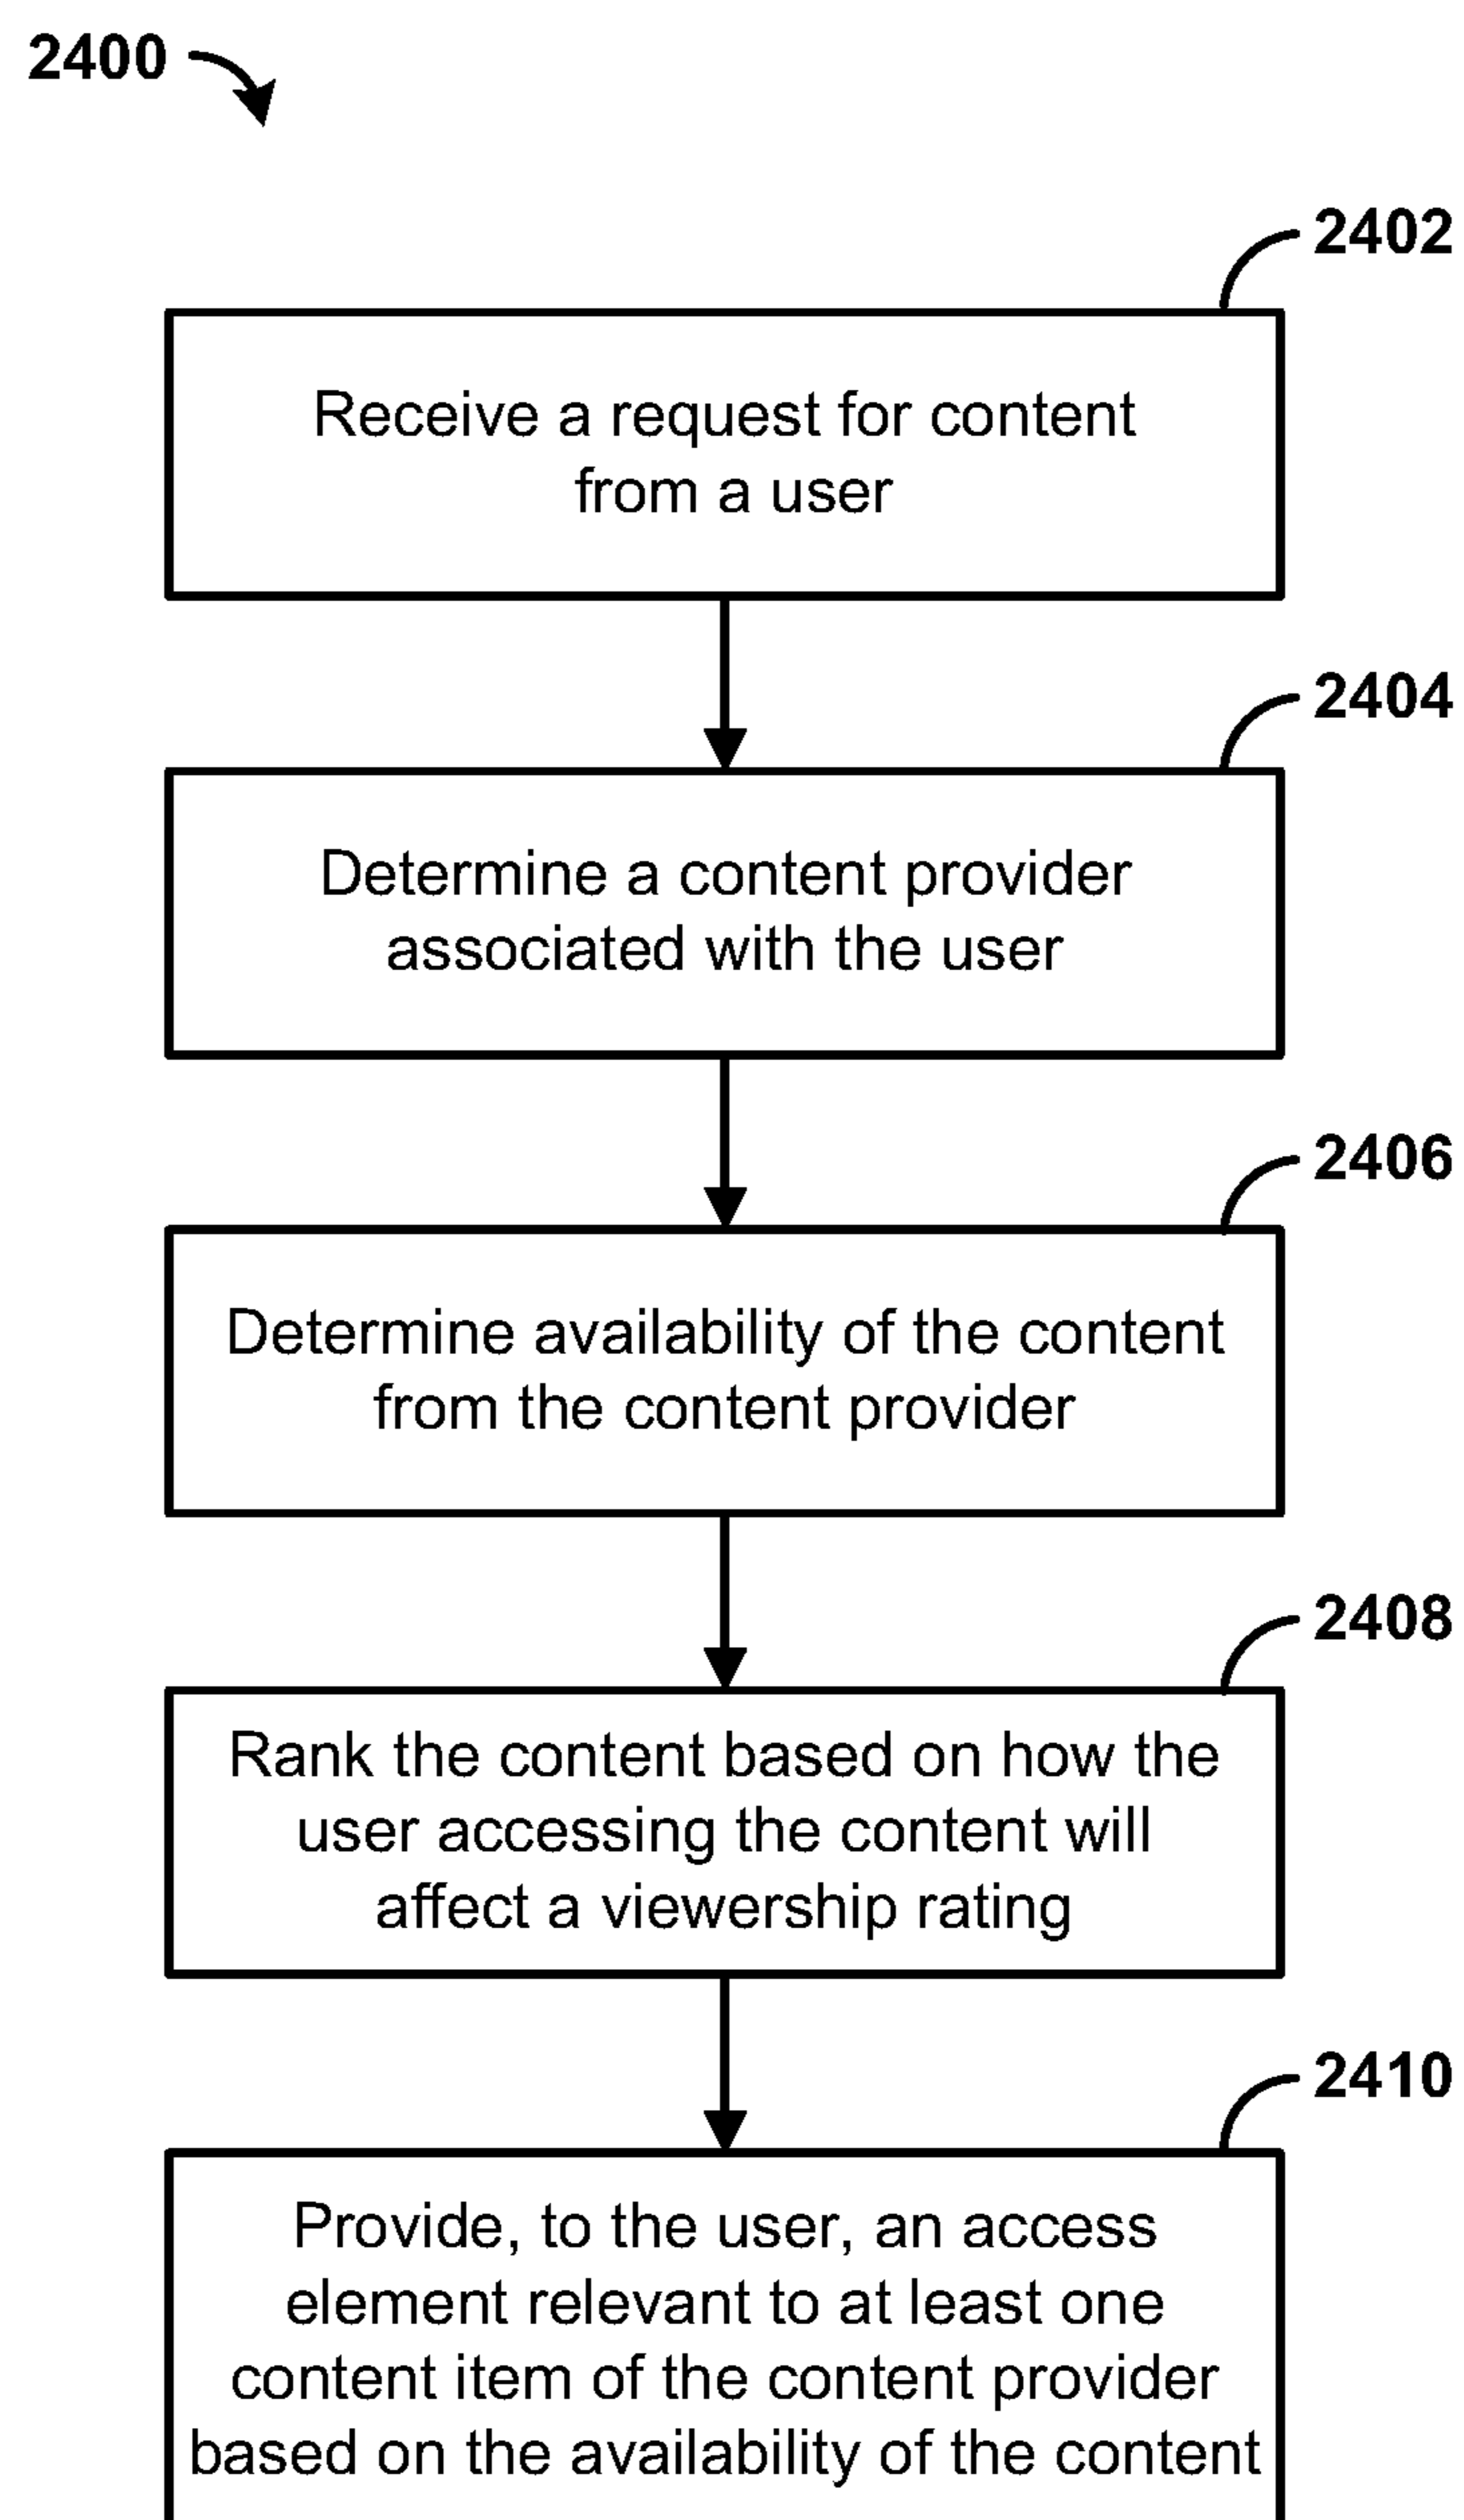 2400
2402
Receive a request for content
from a user
2404
Determine a content provider
associated with the user
2406
Determine availability of the content
from the content provider
2408
Rank the content based on how the
user accessing the content will
affect a viewership rating
2410
Provide, to the user, an access
element relevant to at least one
content item of the content provider
based on the availability of the content